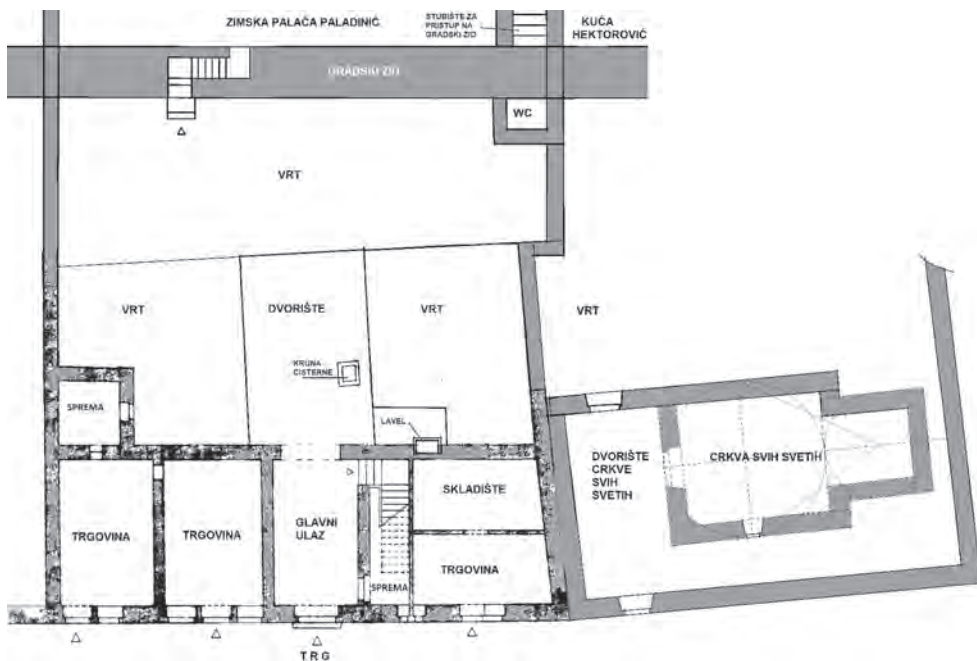 ZIMSKA PALAČA PALADINIĆ
STUBIŠTE ZA
PRISTUP NA
GRADSKI ZID
KUĆA
HEKTOROVIĆ
GRADSKI ZID
WC
VRT
VRT
DVORIŠTE
VRT
VRT
KRUNA
CISTERNE
SPREMA
LAVEL
DVORIŠTE
CRKVE
SVIH
SVETIH
CRKVA SVIH SVETIH
SKLADIŠTE
TRGOVINA
TRGOVINA
GLAVNI
ULAZ
TRGOVINA
SPREMA
TRG